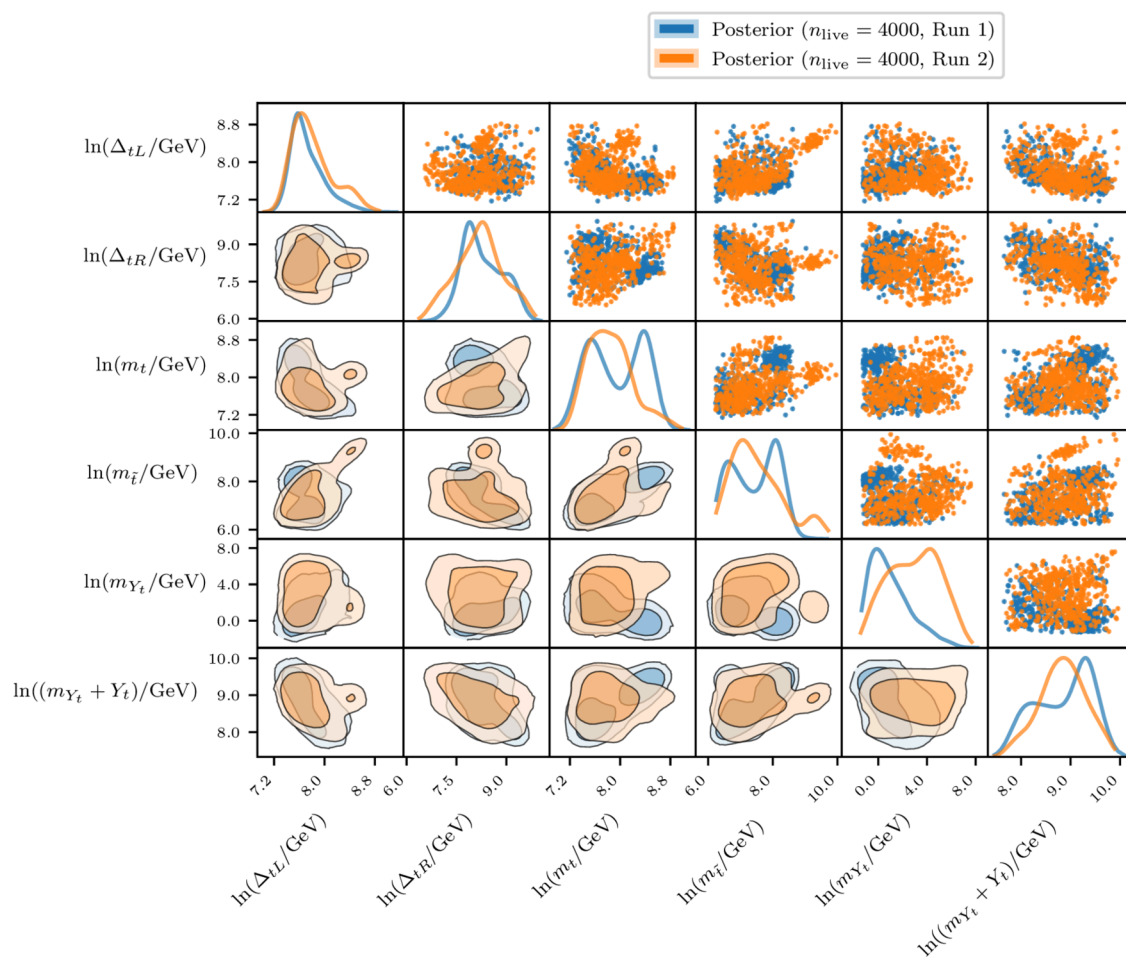 Posterior (n_live = 4000, Run 1)
Posterior (n_live = 4000, Run 2)
ln(Δ_tL/GeV)
8.8
8.0
7.2
ln(Δ_tR/GeV)
9.0
7.5
6.0
ln(m_t/GeV)
8.8
8.0
7.2
ln(m_t̃/GeV)
10.0
8.0
6.0
ln(m_Y_t/GeV)
8.0
4.0
0.0
ln((m_Y_t + Y_t)/GeV)
10.0
9.0
8.0
7.2 8.0 8.8 6.0 7.5 9.0 7.2 8.0 8.8 6.0 8.0 10.0 0.0 4.0 8.0 8.0 9.0 10.0
ln(Δ_tL/GeV) ln(Δ_tR/GeV) ln(m_t/GeV) ln(m_t̃/GeV) ln(m_Y_t/GeV) ln((m_Y_t + Y_t)/GeV)